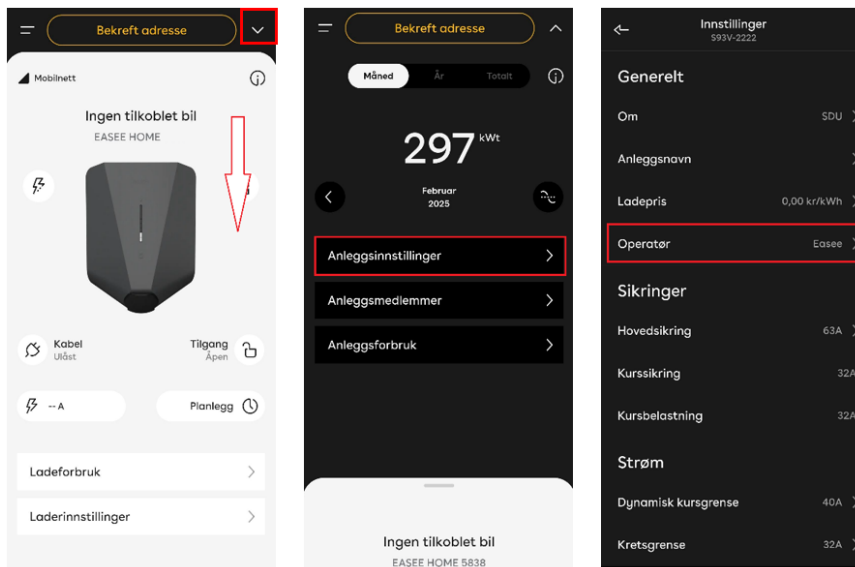 Bekreft adresse
Mobilnett
Ingen tilkoblet bil
EASEE HOME
Kabel
Ulåst
Tilgang
Åpen
-- A
Planlegg
Ladeforbruk
Laderinnstillinger
Bekreft adresse
Måned År Totalt
297 kWt
Februar
2025
Anleggsinnstillinger
Anleggsmedlemmer
Anleggsforbruk
Ingen tilkoblet bil
EASEE HOME 5838
Innstillinger
S93V-2222
Generelt
Om SDU
Anleggsnavn
Ladepris 0,00 kr/kWh
Operatør Easee
Sikringer
Hovedsikring 63A
Kurssikring 32A
Kursbelastning 32A
Strøm
Dynamisk kursgrense 40A
Kretsgrense 32A